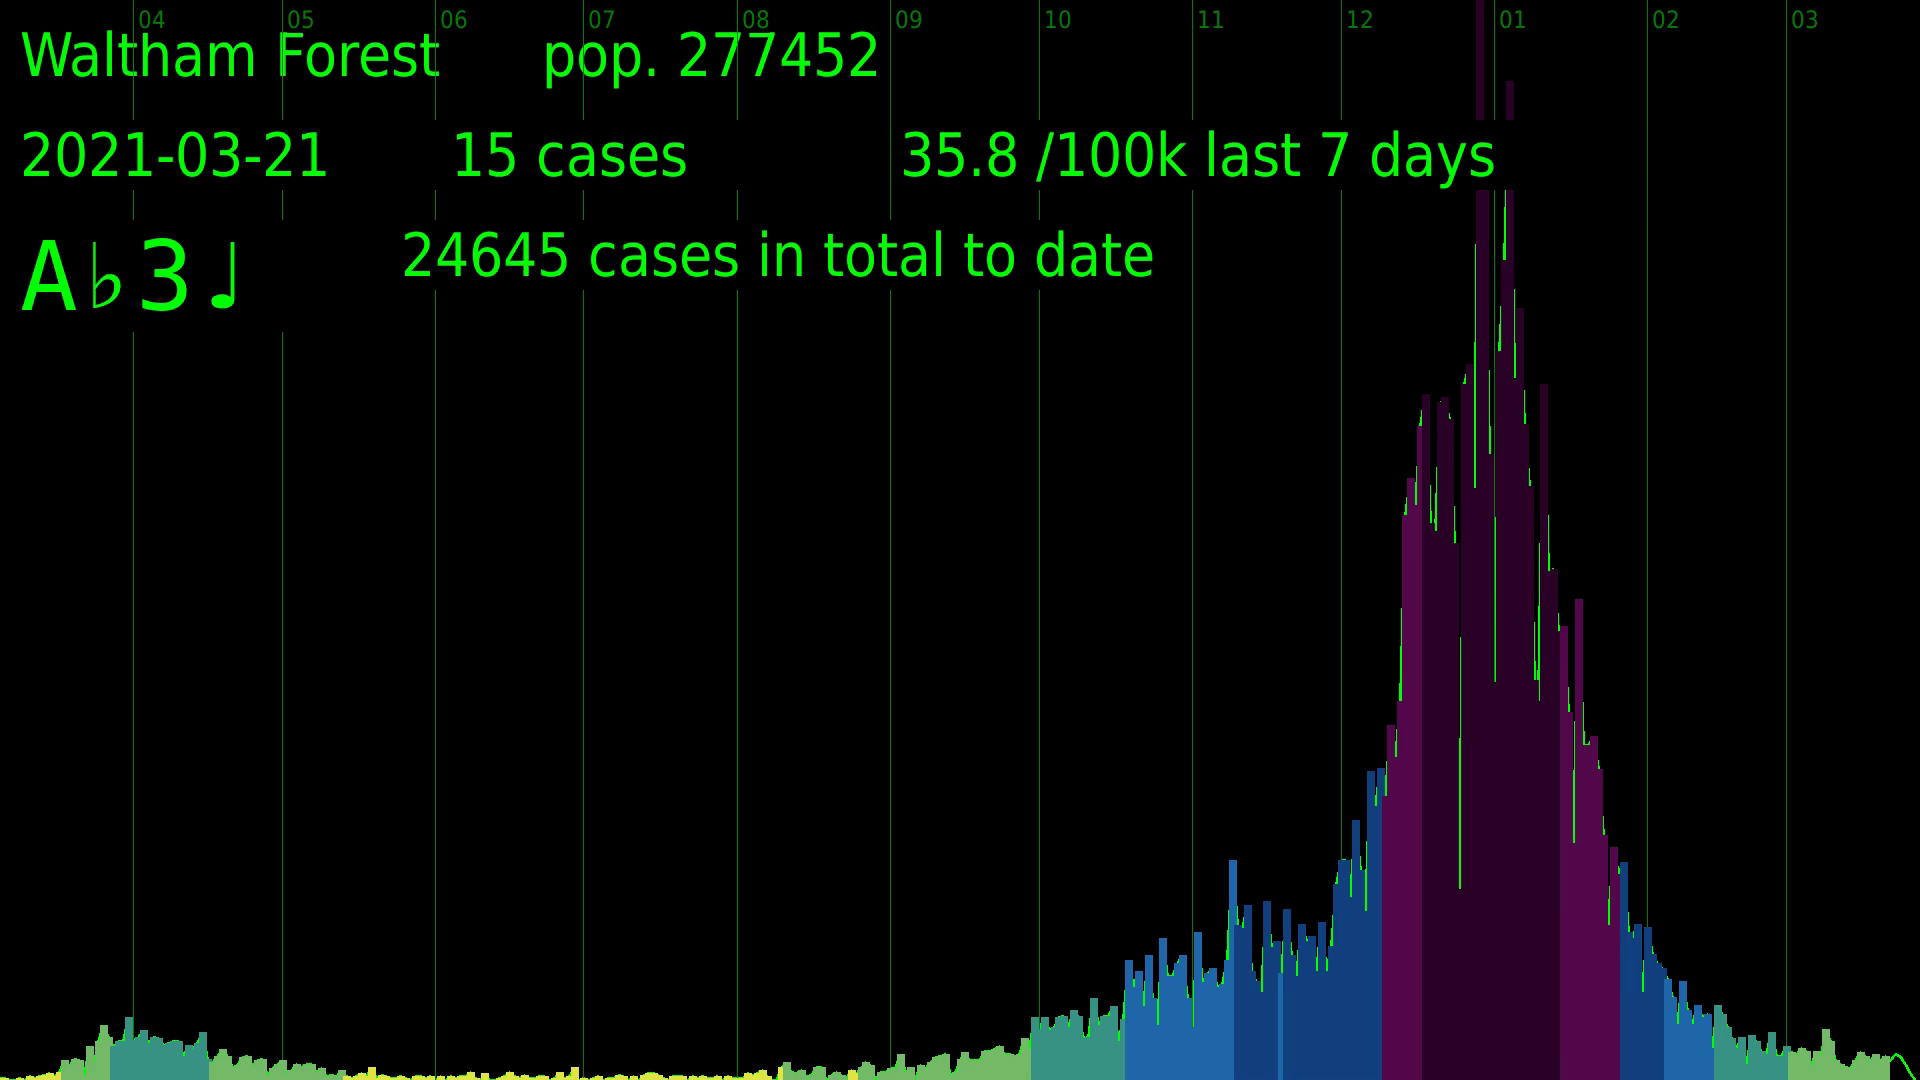 04 05 06 07 08 09 10 11 12 01 02 03
Waltham Forest pop. 277452
2021-03-21 15 cases 35.8 /100k last 7 days
A♭3♩ 24645 cases in total to date